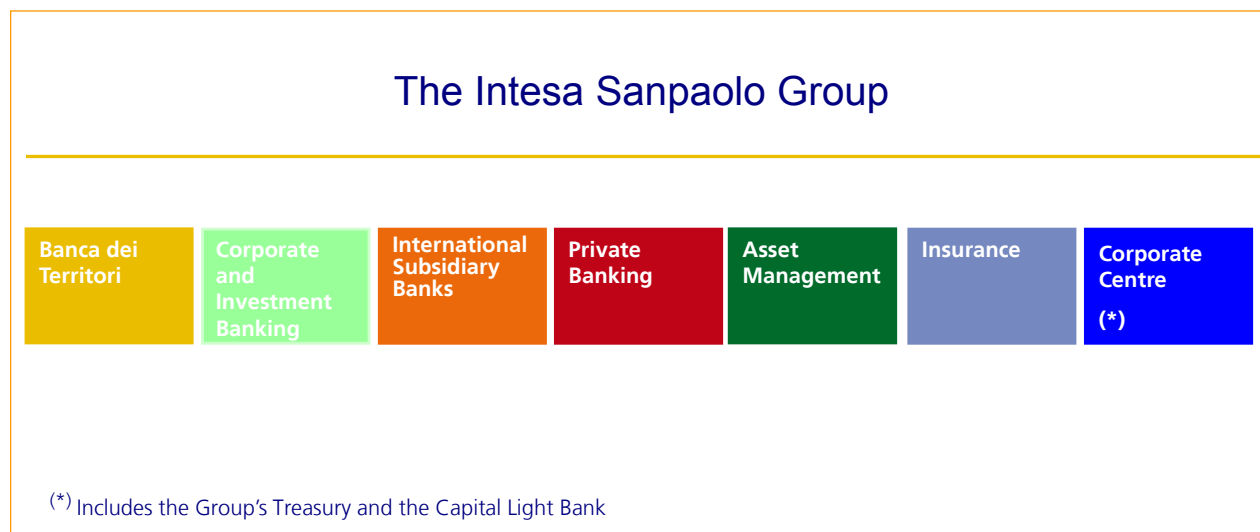 The Intesa Sanpaolo Group
Banca dei
Territori
Corporate
and
Investment
Banking
International
Subsidiary
Banks
Private
Banking
Asset
Management
Insurance
Corporate
Centre
(*)
(*) Includes the Group's Treasury and the Capital Light Bank